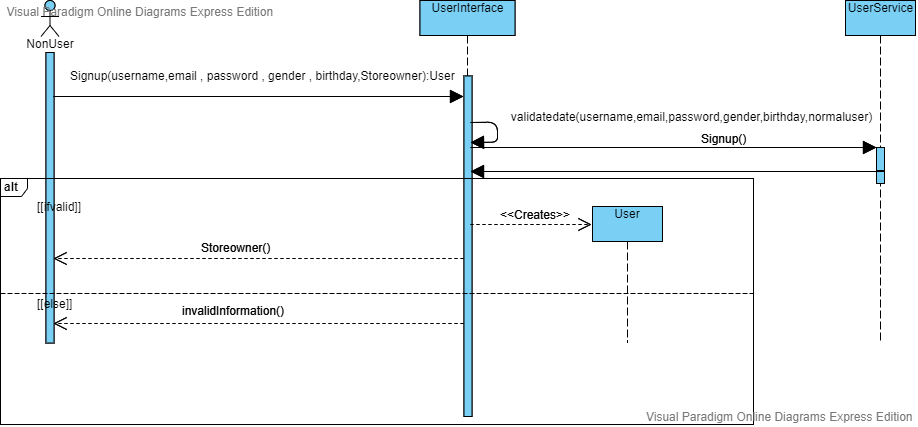 Visual Paradigm Online Diagrams Express Edition
UserInterface
UserService
NonUser
Signup(username,email , password , gender , birthday,Storeowner):User
validatedate(username,email,password,gender,birthday,normaluser)
Signup()
alt
[[ifvalid]]
<<Creates>>
User
Storeowner()
[[else]]
invalidInformation()
Visual Paradigm Online Diagrams Express Edition